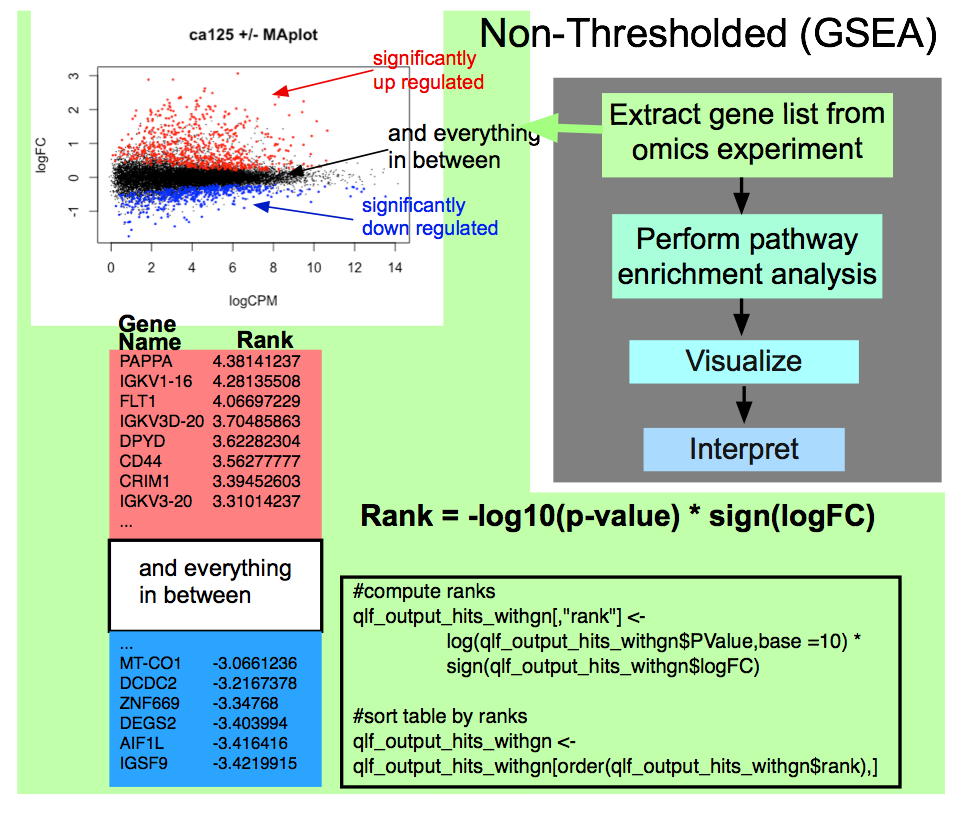 Non-Thresholded (GSEA)
ca125 +/- MAplot
significantly
up regulated
and everything
in between
significantly
down regulated
logFC
3
2
1
0
-1
0 2 4 6 8 10 12 14
logCPM
Extract gene list from
omics experiment
Perform pathway
enrichment analysis
Visualize
Interpret
Gene
Name Rank
PAPPA 4.38141237
IGKV1-16 4.28135508
FLT1 4.06697229
IGKV3D-20 3.70485863
DPYD 3.62282304
CD44 3.56277777
CRIM1 3.39452603
IGKV3-20 3.31014237
...
and everything
in between
...
MT-CO1 -3.0661236
DCDC2 -3.2167378
ZNF669 -3.34768
DEGS2 -3.403994
AIF1L -3.416416
IGSF9 -3.4219915
Rank = -log10(p-value) * sign(logFC)
#compute ranks
qlf_output_hits_withgn[,"rank"] <-
log(qlf_output_hits_withgn$PValue,base =10) *
sign(qlf_output_hits_withgn$logFC)
#sort table by ranks
qlf_output_hits_withgn <-
qlf_output_hits_withgn[order(qlf_output_hits_withgn$rank),]